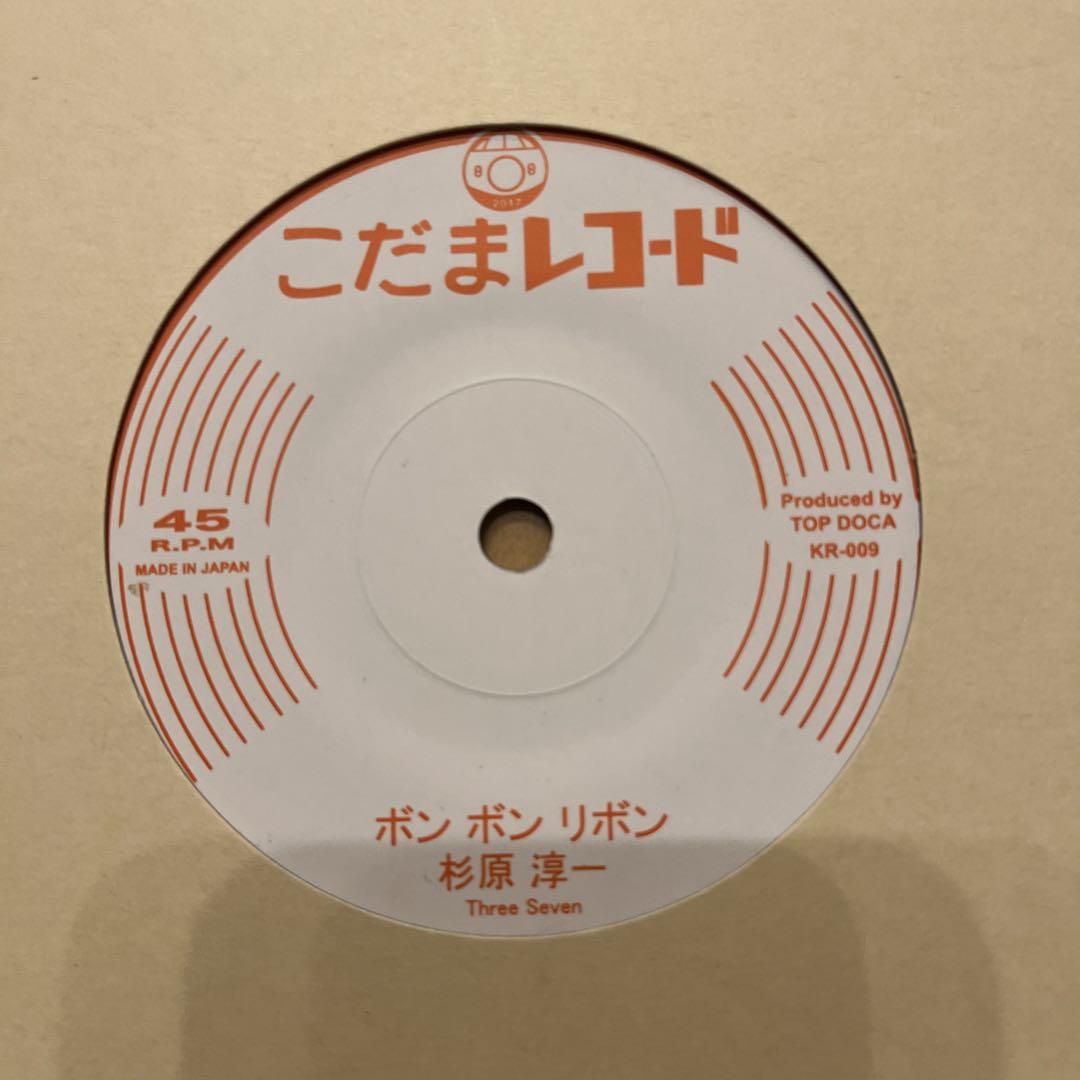 2017
こだまレコード
45
R.P.M
MADE IN JAPAN
Produced by
TOP DOCA
KR-009
ボン ボン リボン
杉原 淳一
Three Seven